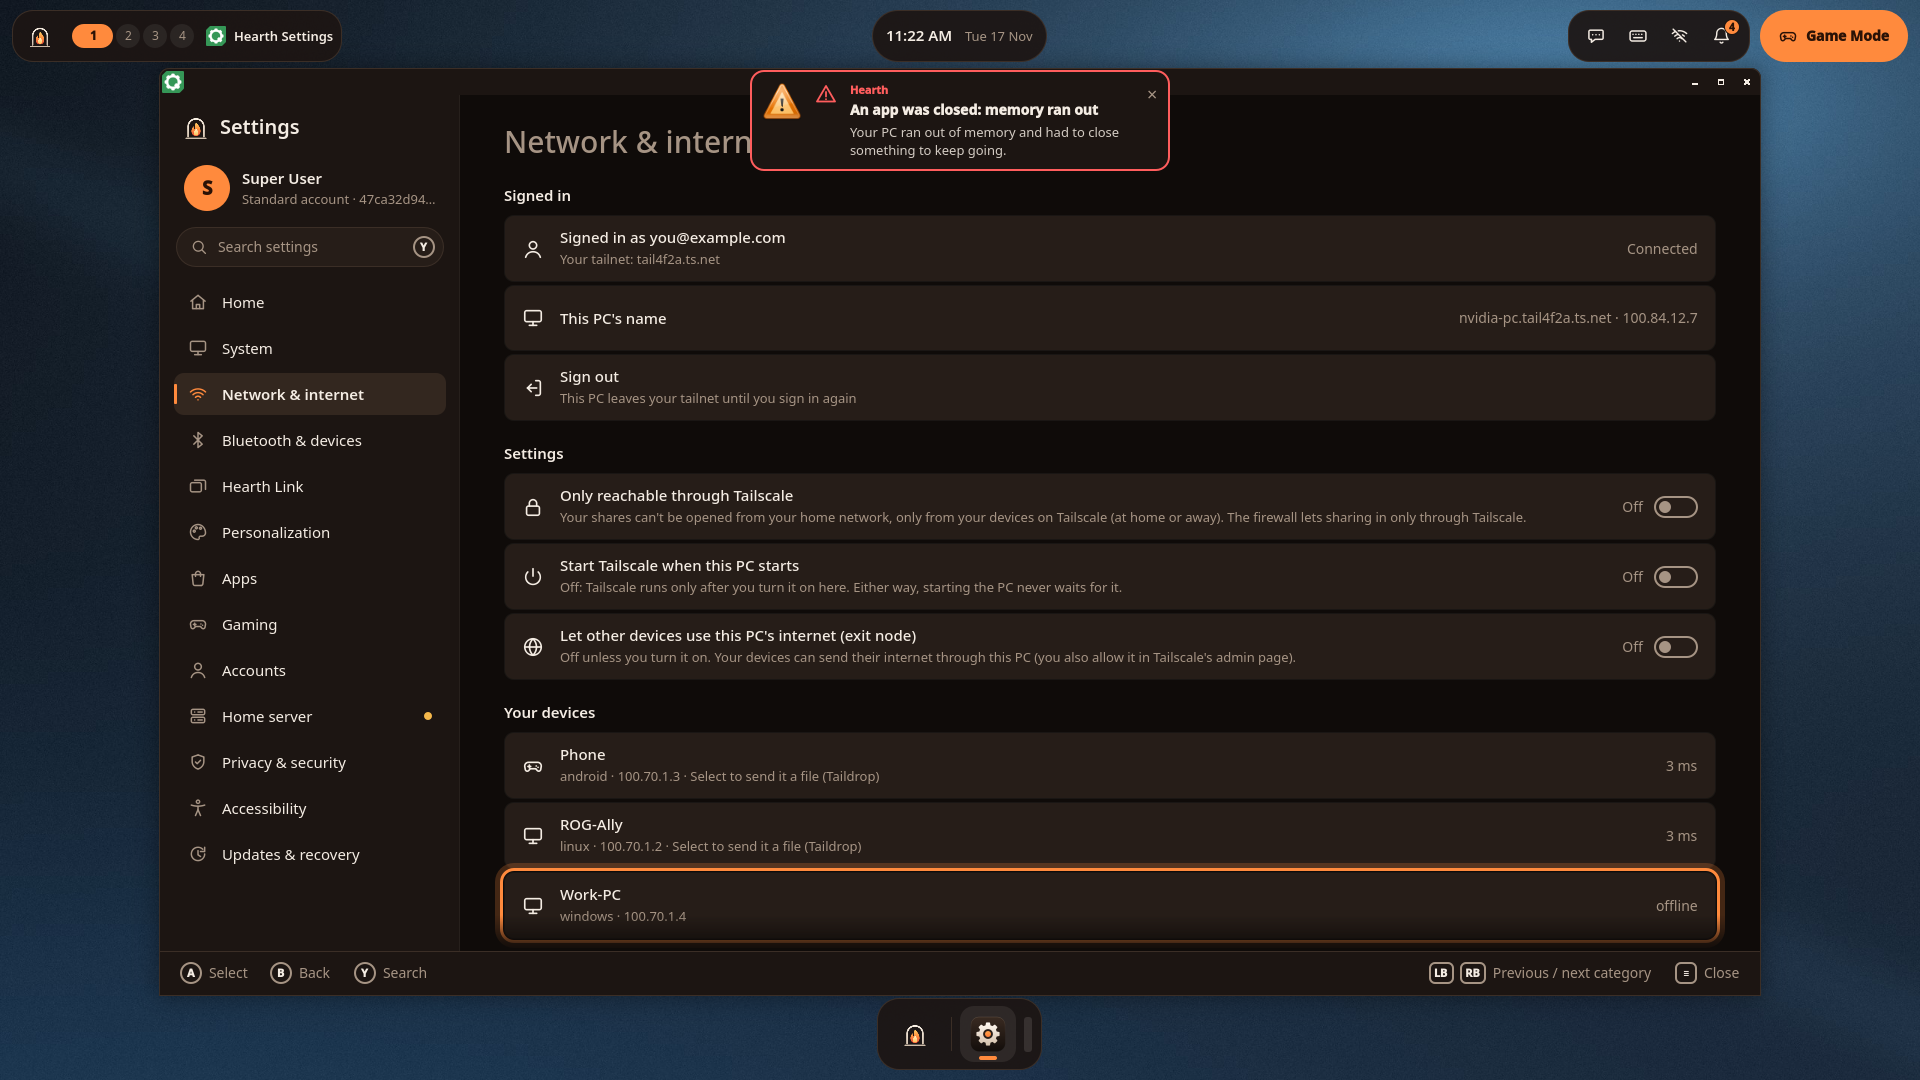 1 2 3 4 Hearth Settings
11:22 AM Tue 17 Nov
4
Game Mode
Hearth
An app was closed: memory ran out
Your PC ran out of memory and had to close
something to keep going.
Settings
S
Super User
Standard account · 47ca32d94...
Search settings Y
Home
System
Network & internet
Bluetooth & devices
Hearth Link
Personalization
Apps
Gaming
Accounts
Home server
Privacy & security
Accessibility
Updates & recovery
Network & intern
Signed in
Signed in as you@example.com
Your tailnet: tail4f2a.ts.net
Connected
This PC's name
nvidia-pc.tail4f2a.ts.net · 100.84.12.7
Sign out
This PC leaves your tailnet until you sign in again
Settings
Only reachable through Tailscale
Your shares can't be opened from your home network, only from your devices on Tailscale (at home or away). The firewall lets sharing in only through Tailscale.
Off
Start Tailscale when this PC starts
Off: Tailscale runs only after you turn it on here. Either way, starting the PC never waits for it.
Off
Let other devices use this PC's internet (exit node)
Off unless you turn it on. Your devices can send their internet through this PC (you also allow it in Tailscale's admin page).
Off
Your devices
Phone
android · 100.70.1.3 · Select to send it a file (Taildrop)
3 ms
ROG-Ally
linux · 100.70.1.2 · Select to send it a file (Taildrop)
3 ms
Work-PC
windows · 100.70.1.4
offline
A Select B Back Y Search
LB RB Previous / next category ≡ Close